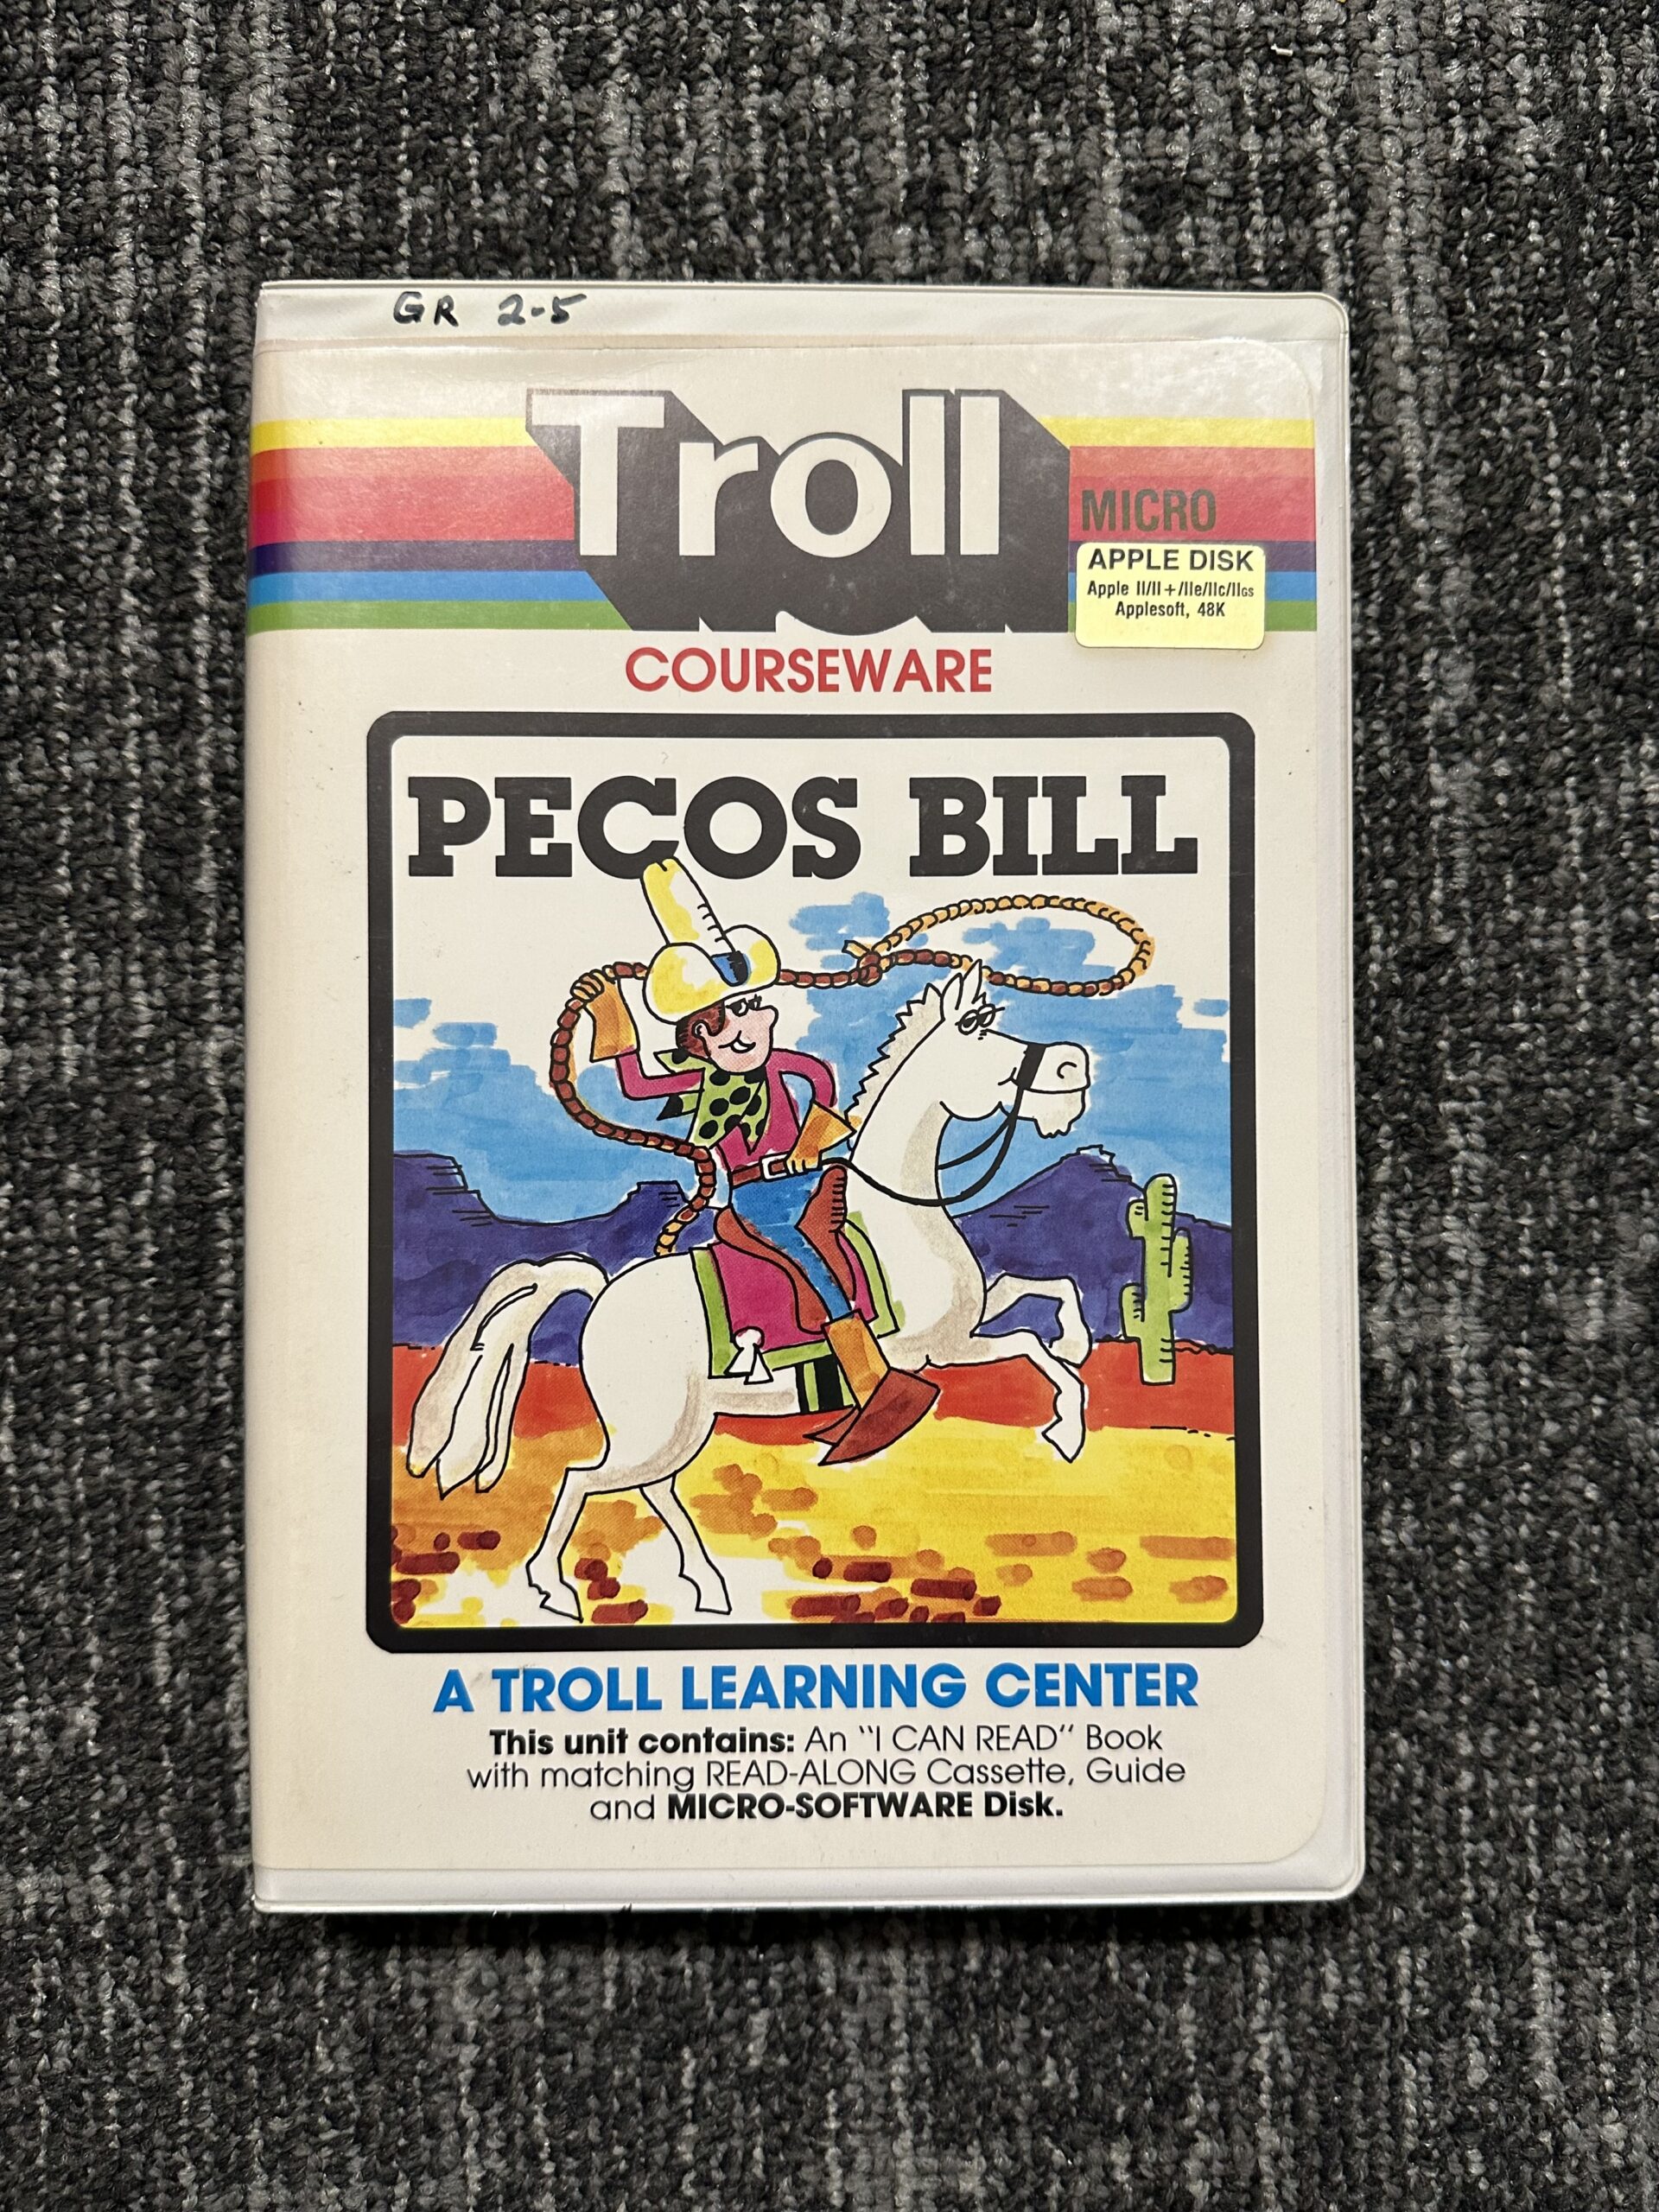 GR 2-5
Troll
MICRO
APPLE DISK
Apple II/II+/IIe/IIc/IIGS
Applesoft, 48K
COURSEWARE
PECOS BILL
A TROLL LEARNING CENTER
This unit contains: An "I CAN READ" Book
with matching READ-ALONG Cassette, Guide
and MICRO-SOFTWARE Disk.